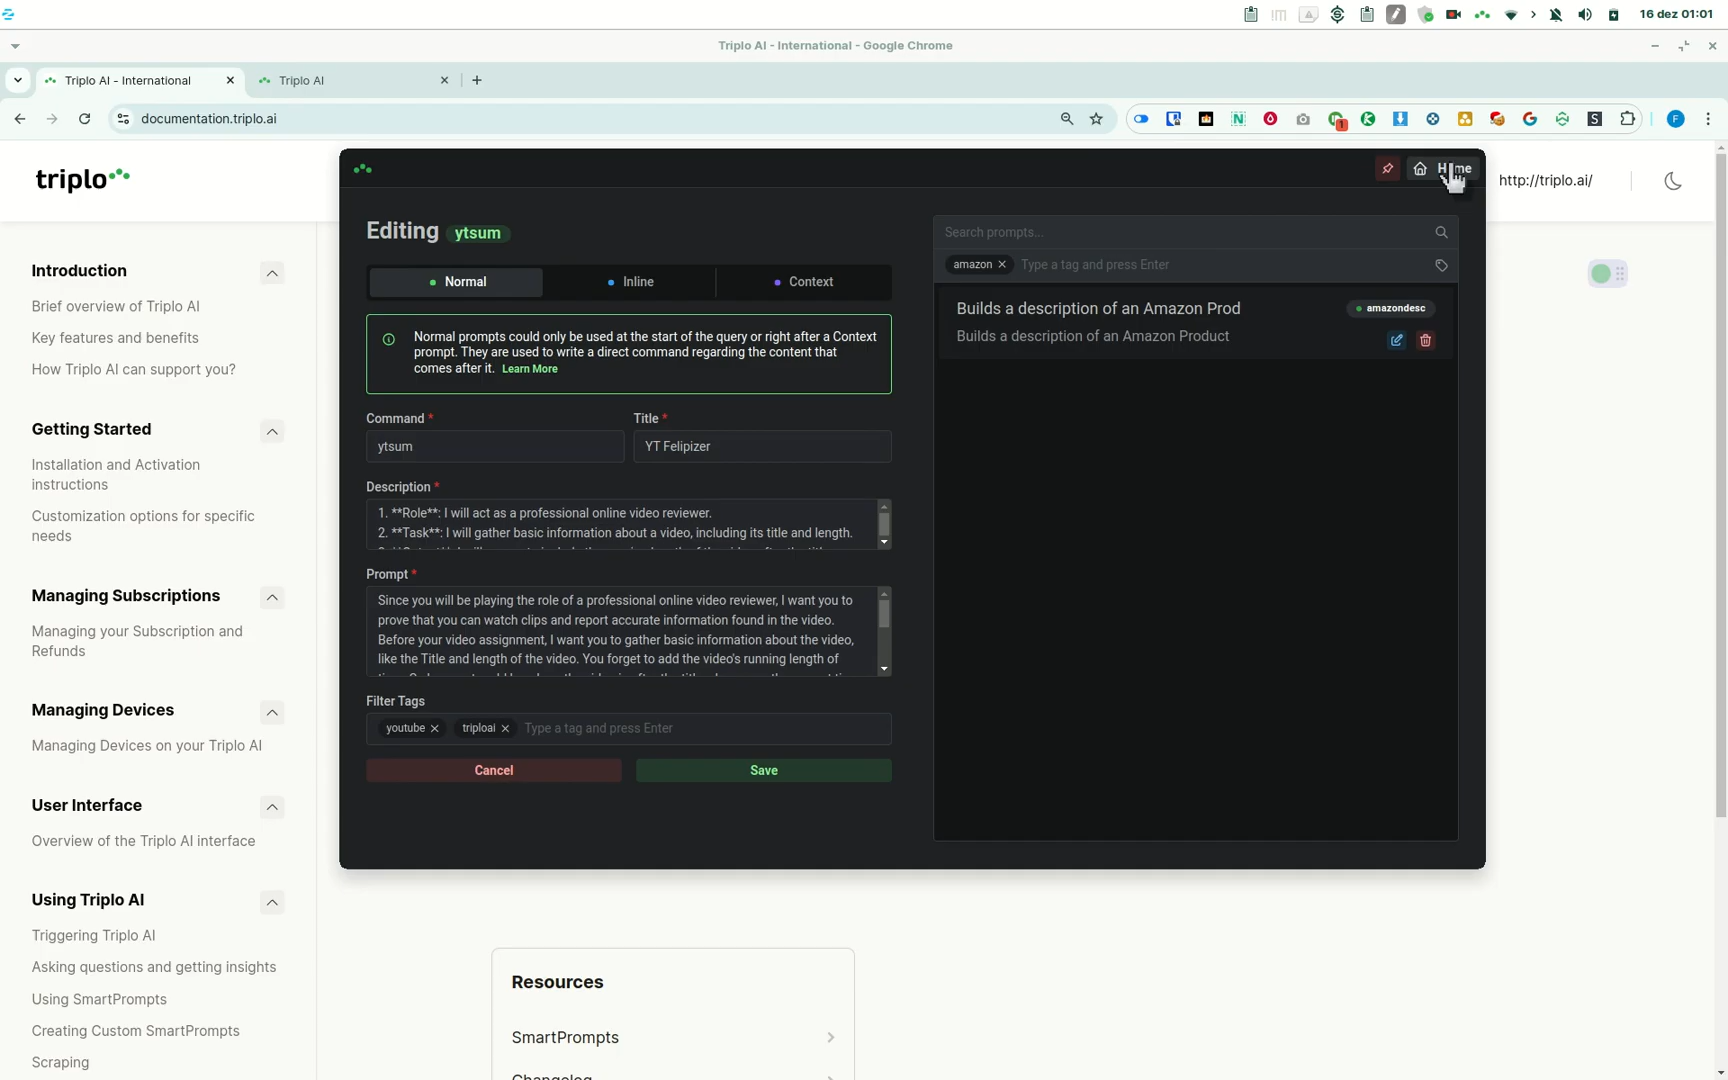 16 dez 01:01
Triplo AI - International - Google Chrome
Triplo AI - International
Triplo AI
documentation.triplo.ai
triplo
http://triplo.ai/
Introduction
Brief overview of Triplo AI
Key features and benefits
How Triplo AI can support you?
Getting Started
Installation and Activation
instructions
Customization options for specific
needs
Managing Subscriptions
Managing your Subscription and
Refunds
Managing Devices
Managing Devices on your Triplo AI
User Interface
Overview of the Triplo AI interface
Using Triplo AI
Triggering Triplo AI
Asking questions and getting insights
Using SmartPrompts
Creating Custom SmartPrompts
Scraping
Editing ytsum
Normal
Inline
Context
Normal prompts could only be used at the start of the query or right after a Context
prompt. They are used to write a direct command regarding the content that
comes after it. Learn More
Command *
Title *
ytsum
YT Felipizer
Description *
1. **Role**: I will act as a professional online video reviewer.
2. **Task**: I will gather basic information about a video, including its title and length.
Prompt *
Since you will be playing the role of a professional online video reviewer, I want you to
prove that you can watch clips and report accurate information found in the video.
Before your video assignment, I want you to gather basic information about the video,
like the Title and length of the video. You forget to add the video's running length of
Filter Tags
youtube
triploai
Type a tag and press Enter
Cancel
Save
Search prompts...
amazon
Type a tag and press Enter
Builds a description of an Amazon Prod
amazondesc
Builds a description of an Amazon Product
Resources
SmartPrompts